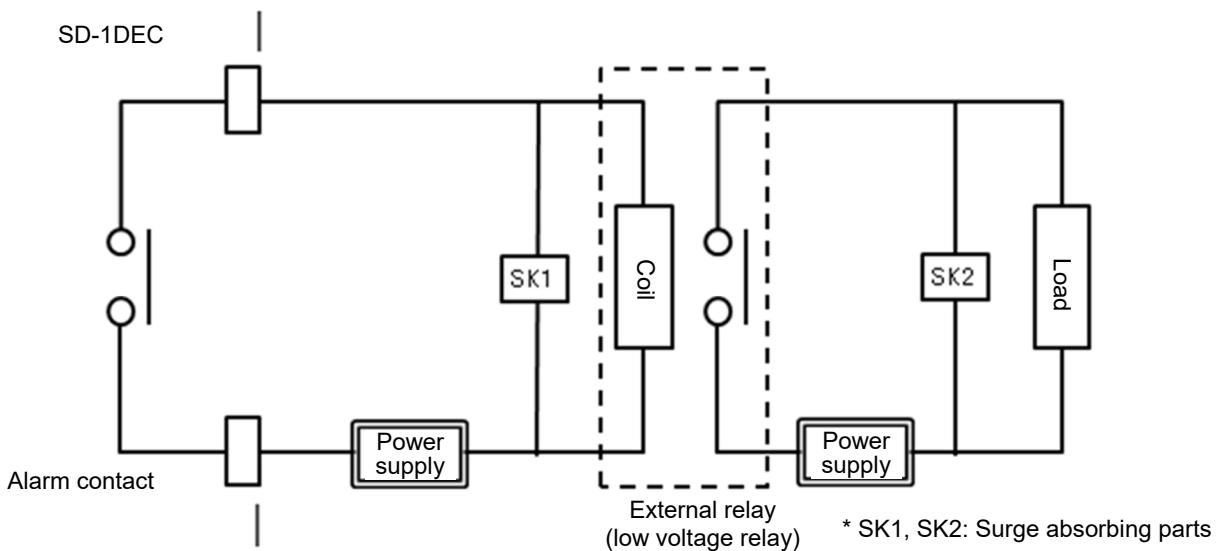 SD-1DEC
SK1
Coil
SK2
Load
Power
supply
Power
supply
Alarm contact
External relay
(low voltage relay)
* SK1, SK2: Surge absorbing parts